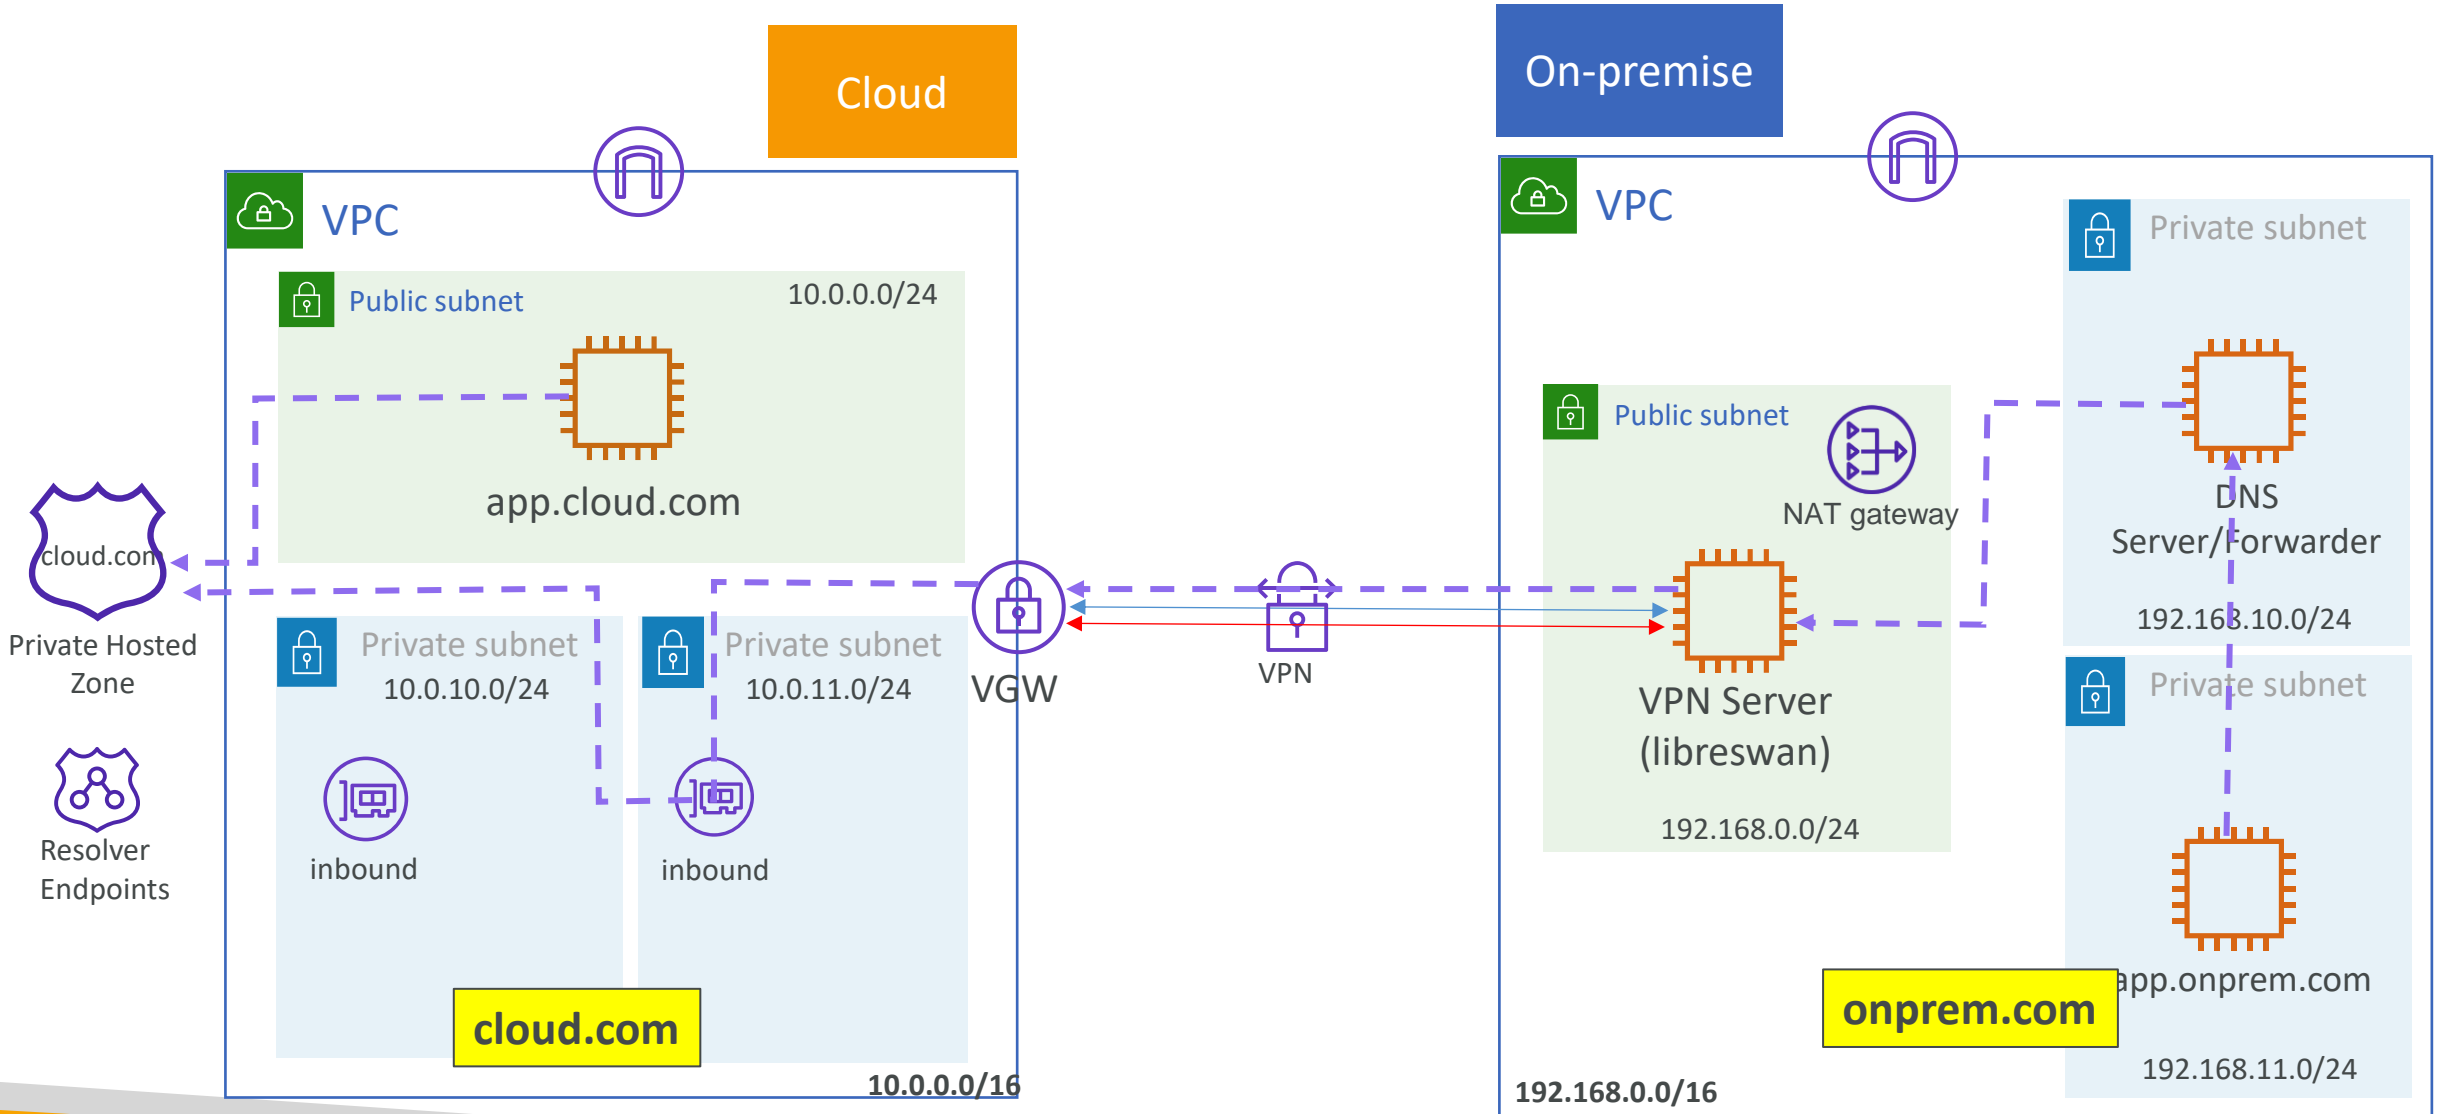 Cloud
On-premise
VPC
Public subnet
10.0.0.0/24
app.cloud.com
cloud.com
Private Hosted
Zone
Resolver
Endpoints
Private subnet
10.0.10.0/24
inbound
Private subnet
10.0.11.0/24
inbound
cloud.com
10.0.0.0/16
VGW
VPN
VPC
Public subnet
NAT gateway
VPN Server
(libreswan)
192.168.0.0/24
Private subnet
DNS
Server/Forwarder
192.168.10.0/24
Private subnet
app.onprem.com
192.168.11.0/24
onprem.com
192.168.0.0/16